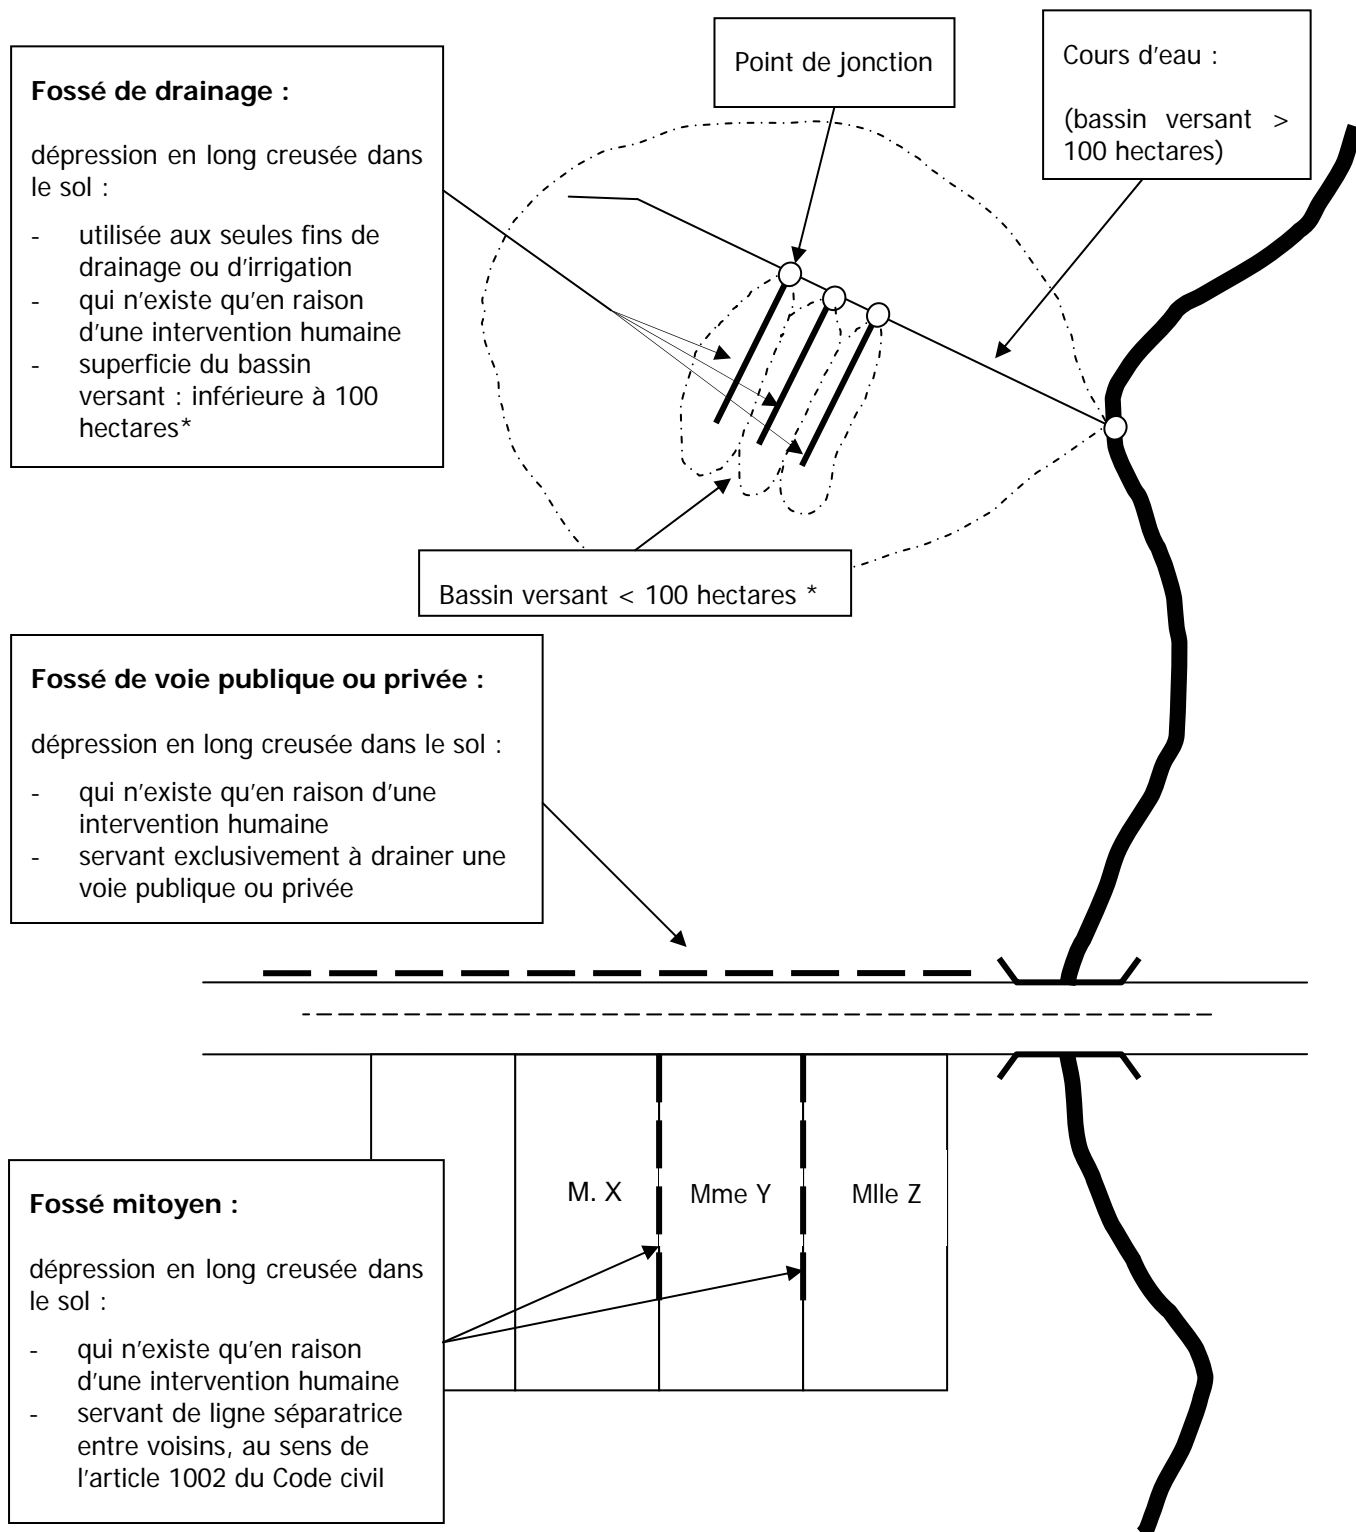 Point de jonction
Cours d'eau :
(bassin versant >
100 hectares)
Fossé de drainage :
dépression en long creusée dans
le sol :
- utilisée aux seules fins de
drainage ou d'irrigation
- qui n'existe qu'en raison
d'une intervention humaine
- superficie du bassin
versant : inférieure à 100
hectares*
Bassin versant < 100 hectares *
Fossé de voie publique ou privée :
dépression en long creusée dans le sol :
- qui n'existe qu'en raison d'une
intervention humaine
- servant exclusivement à drainer une
voie publique ou privée
M. X
Mme Y
Mlle Z
Fossé mitoyen :
dépression en long creusée dans
le sol :
- qui n'existe qu'en raison
d'une intervention humaine
- servant de ligne séparatrice
entre voisins, au sens de
l'article 1002 du Code civil